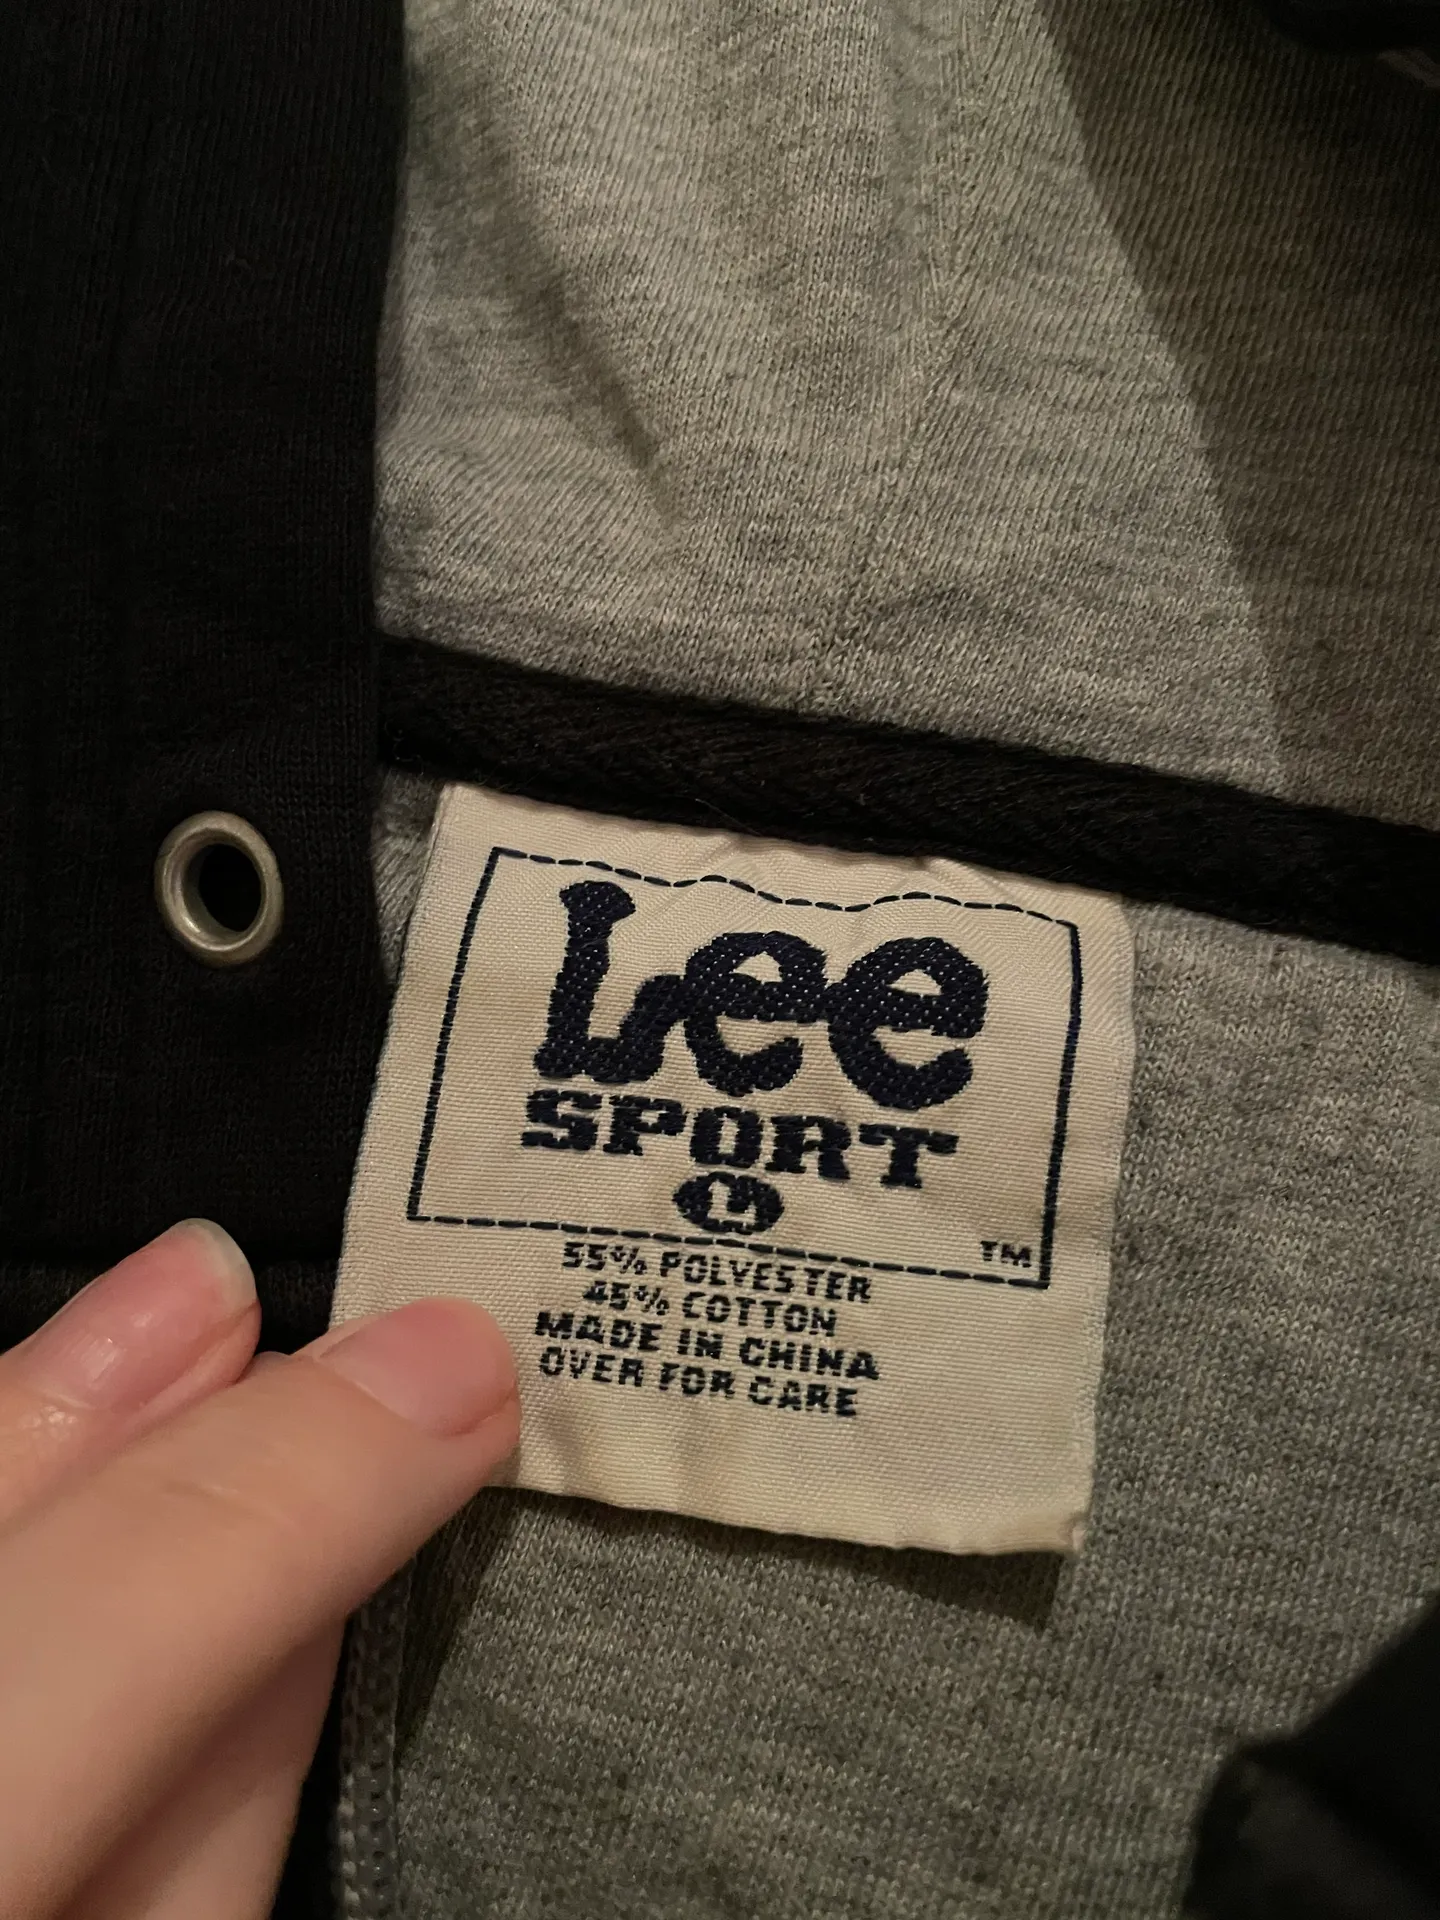 Lee
SPORT
L
TM
55% POLYESTER
45% COTTON
MADE IN CHINA
OVER FOR CARE